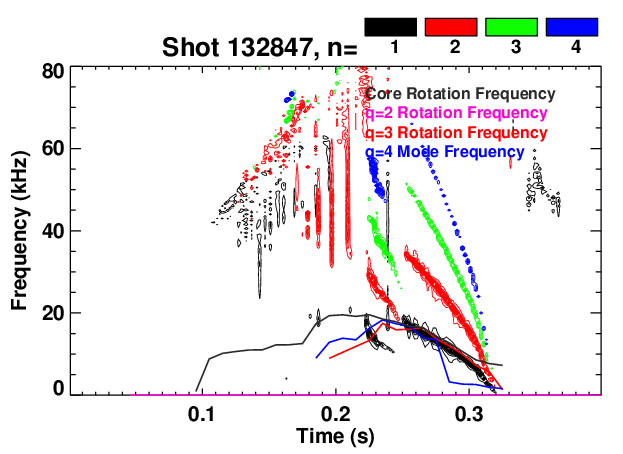 Shot 132847, n= 1 2 3 4
80
60
40
20
0
Frequency (kHz)
Core Rotation Frequency
q=2 Rotation Frequency
q=3 Rotation Frequency
q=4 Mode Frequency
0.1 0.2 0.3
Time (s)